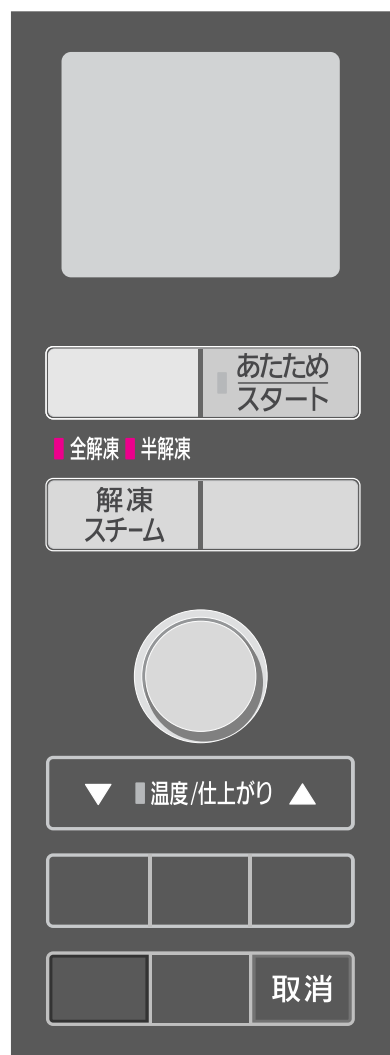 あたため
スタート
全解凍 半解凍
解凍
スチーム
▼ 温度/仕上がり ▲
取消